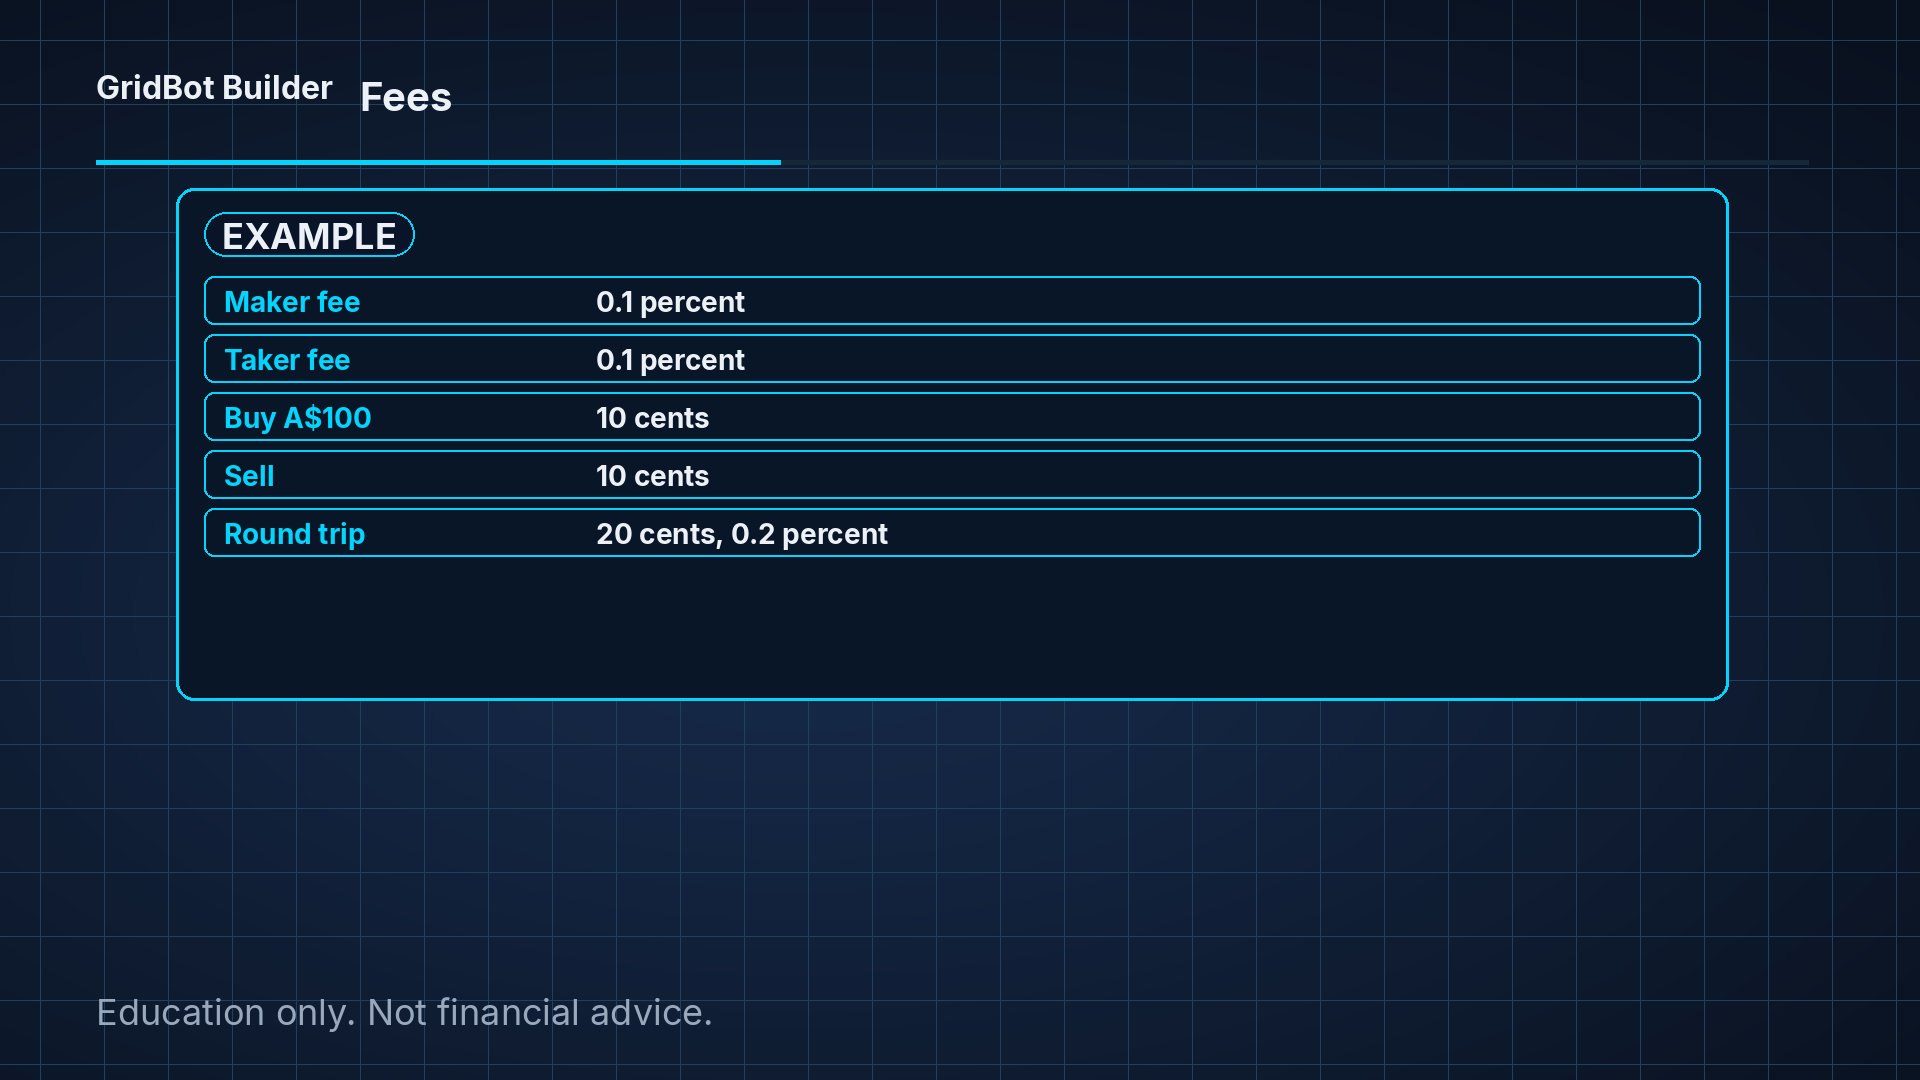 GridBot Builder Fees
EXAMPLE
Maker fee 0.1 percent
Taker fee 0.1 percent
Buy A$100 10 cents
Sell 10 cents
Round trip 20 cents, 0.2 percent
Education only. Not financial advice.